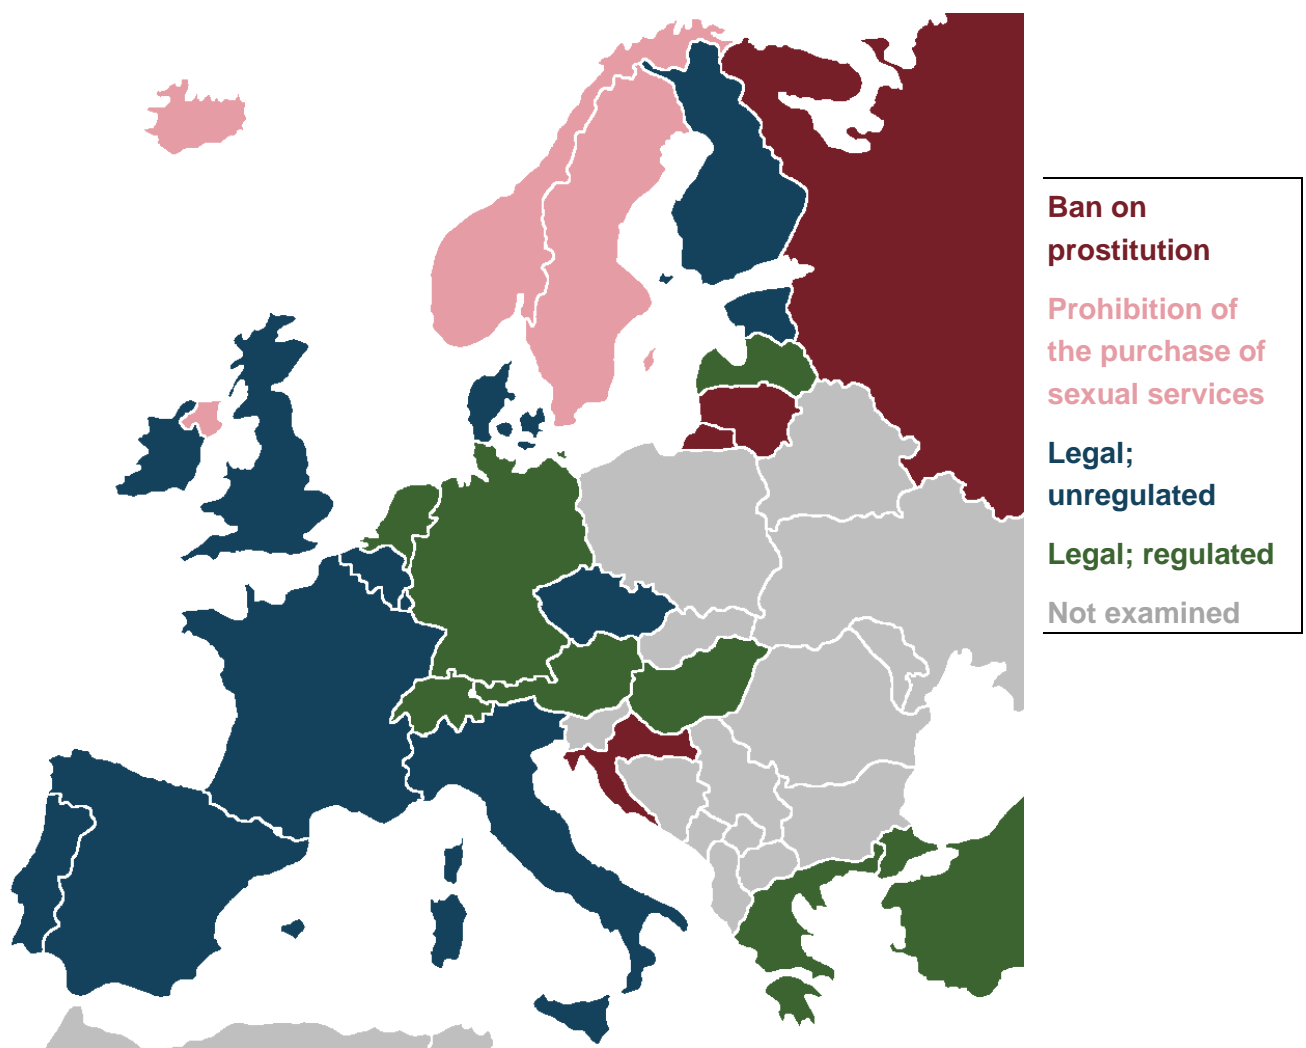 Ban on
prostitution
Prohibition of
the purchase of
sexual services
Legal;
unregulated
Legal; regulated
Not examined